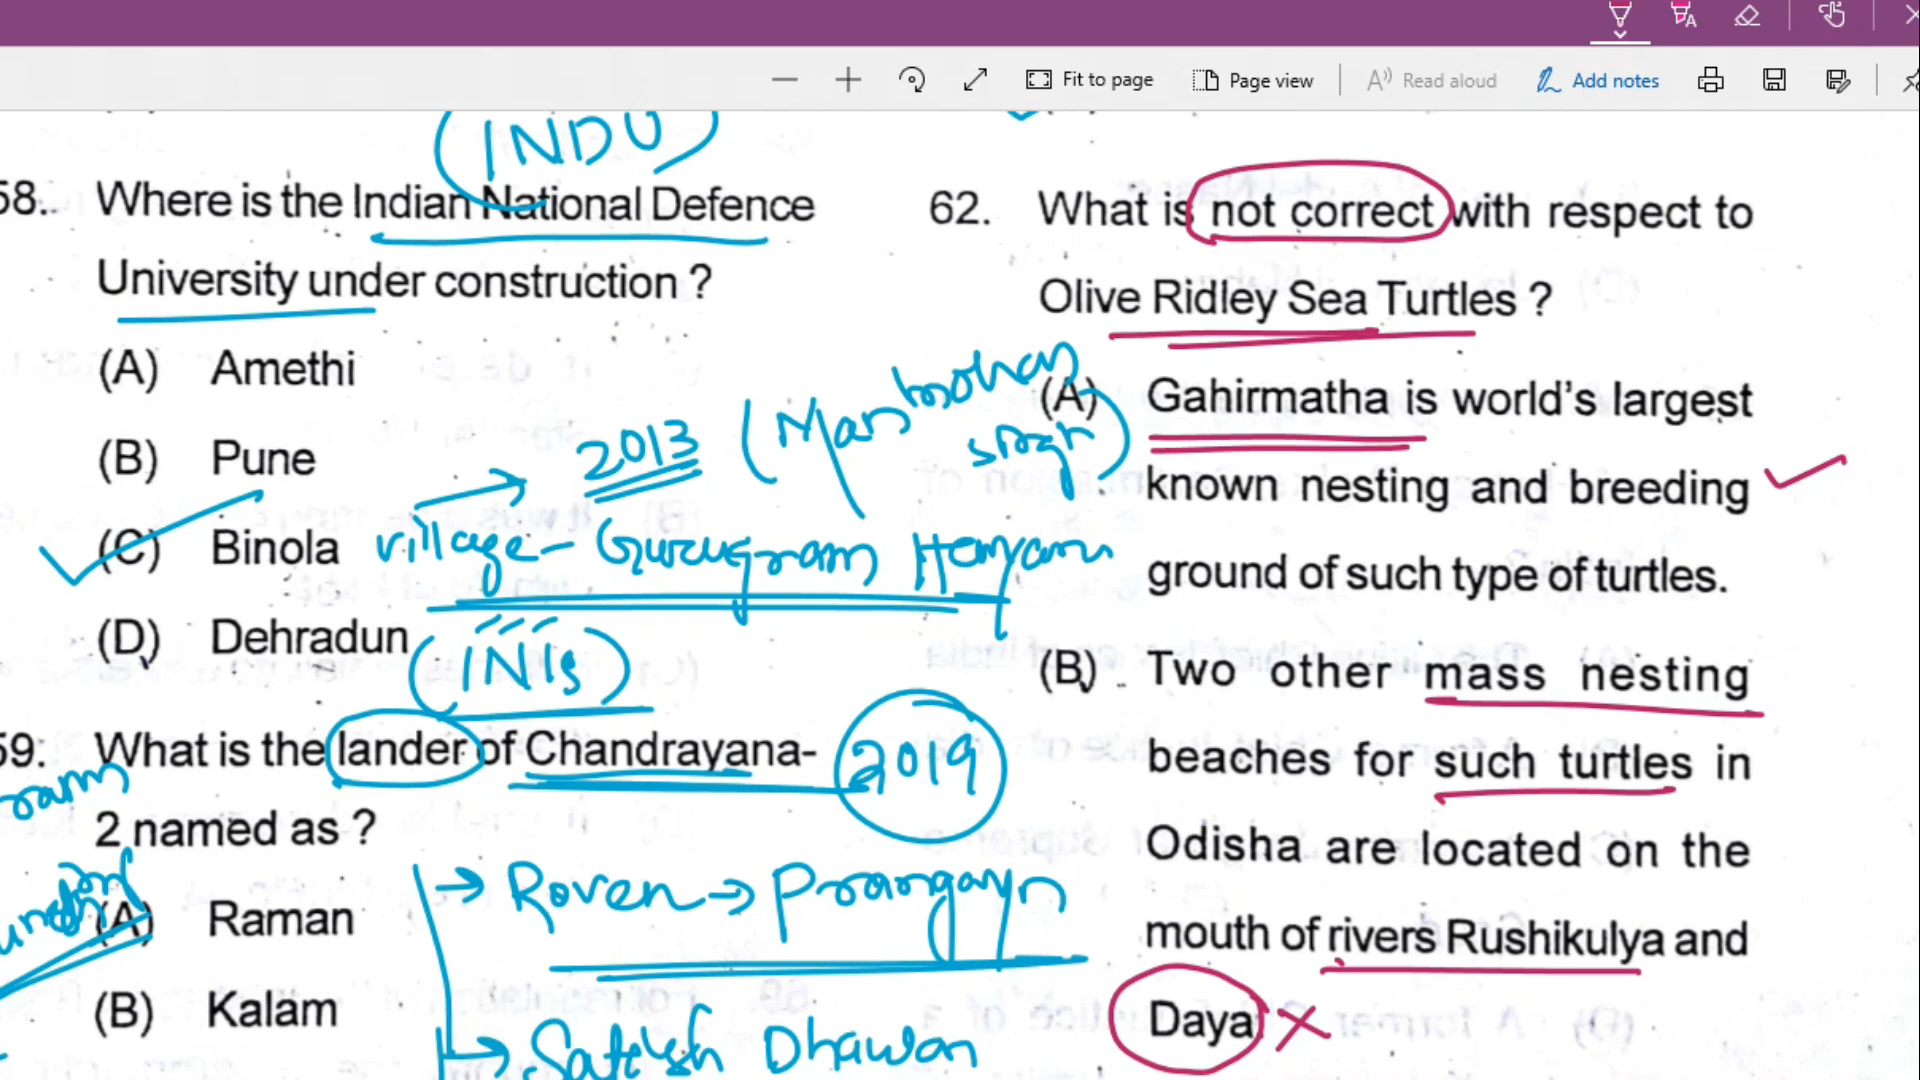 Fit to page
Page view
Read aloud
Add notes
(INDU)
58. Where is the Indian National Defence
University under construction ?
(A) Amethi
(B) Pune
2013 (Manmohan
Singh)
(C) Binola village - Gurugram Haryana
(D) Dehradun
(INS)
59. What is the lander of Chandrayana-
2019
2 named as ?
(A) Raman
→ Rover → Pragyan
(B) Kalam
→ Satish Dhawan
62. What is not correct with respect to
Olive Ridley Sea Turtles ?
(A) Gahirmatha is world's largest
known nesting and breeding
ground of such type of turtles.
(B) Two other mass nesting
beaches for such turtles in
Odisha are located on the
mouth of rivers Rushikulya and
Daya